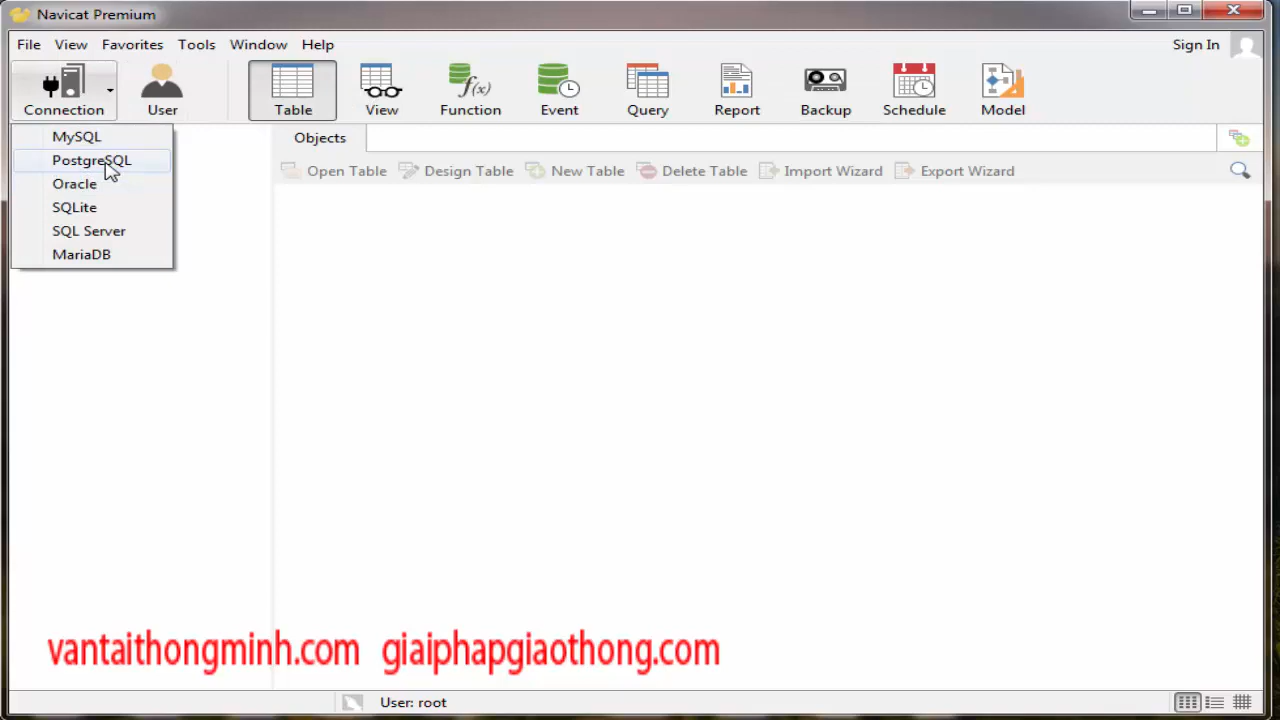 Navicat Premium
File View Favorites Tools Window Help Sign In
Connection User Table View Function Event Query Report Backup Schedule Model
MySQL
PostgreSQL
Oracle
SQLite
SQL Server
MariaDB
Objects
Open Table Design Table New Table Delete Table Import Wizard Export Wizard
vantaithongminh.com giaiphapgiaothong.com
User: root